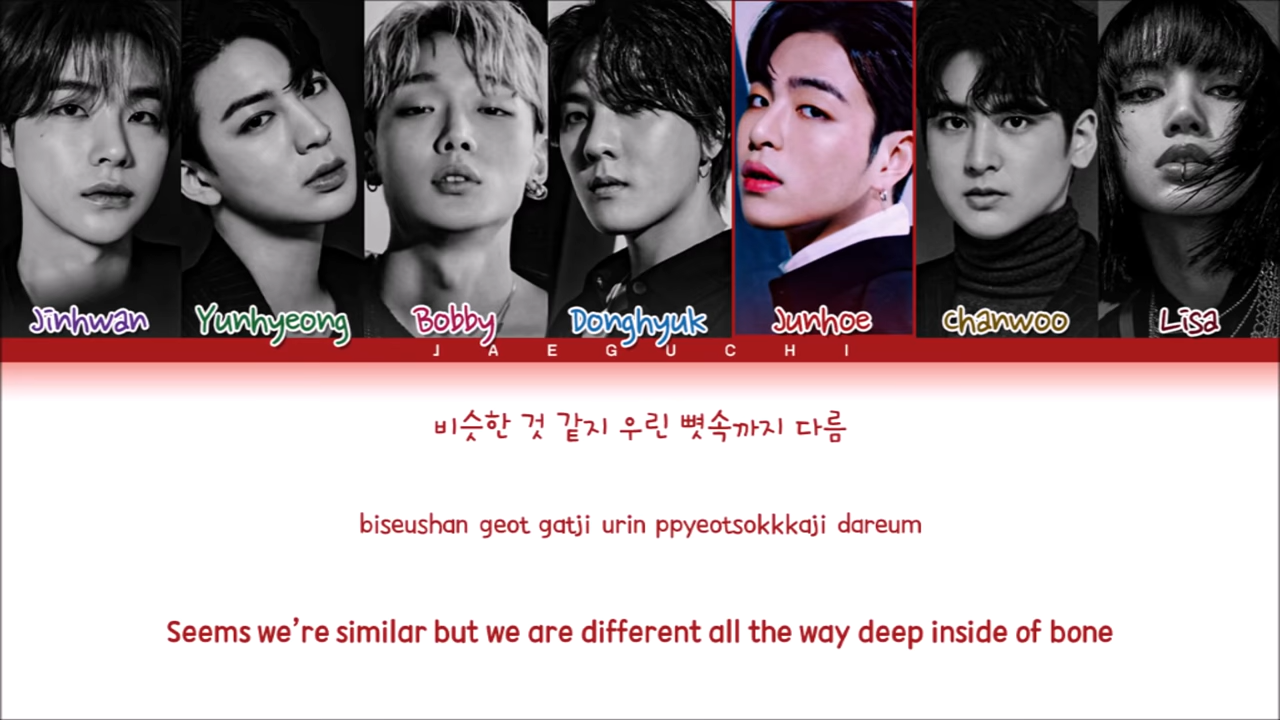 Jinhwan Yunhyeong Bobby Donghyuk Junhoe Chanwoo Lisa
JAEGUCHI
비슷한 것 같지 우린 뼛속까지 다름
biseushan geot gatji urin ppyeotsokkkaji dareum
Seems we're similar but we are different all the way deep inside of bone